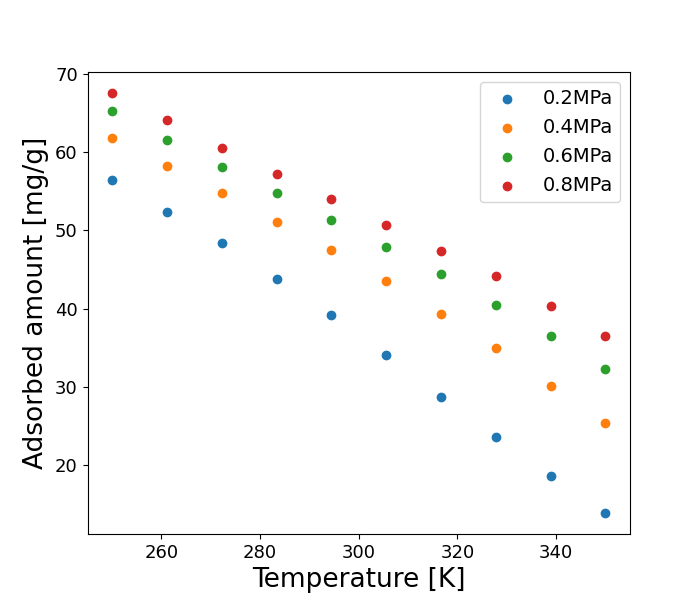 70
60
50
40
30
20
Adsorbed amount [mg/g]
0.2MPa
0.4MPa
0.6MPa
0.8MPa
260 280 300 320 340
Temperature [K]